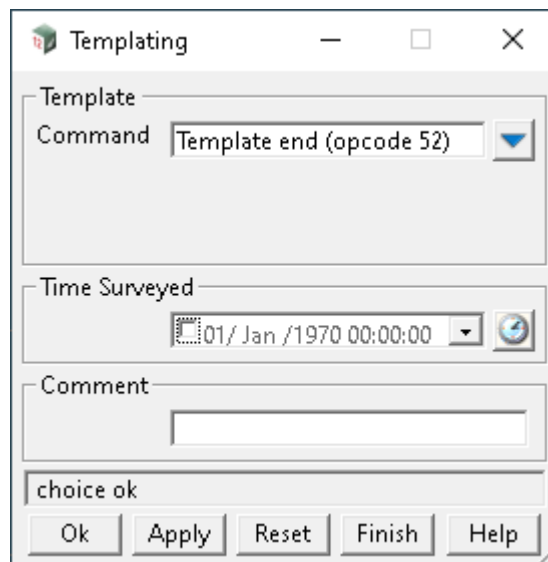 12 Templating
Template
Command Template end (opcode 52)
Time Surveyed
01/ Jan /1970 00:00:00
Comment
choice ok
Ok Apply Reset Finish Help